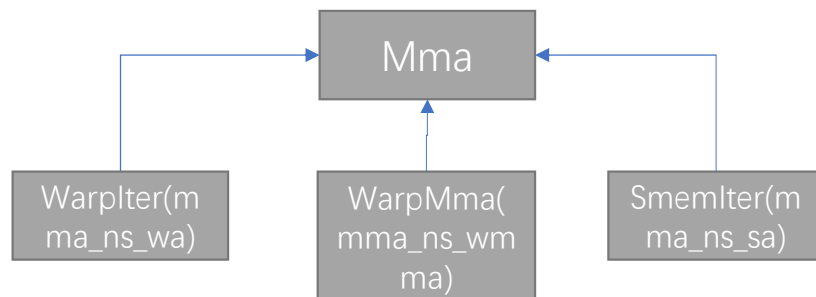 Mma
WarpIter(m
ma_ns_wa)
WarpMma(
mma_ns_wm
ma)
SmemIter(m
ma_ns_sa)